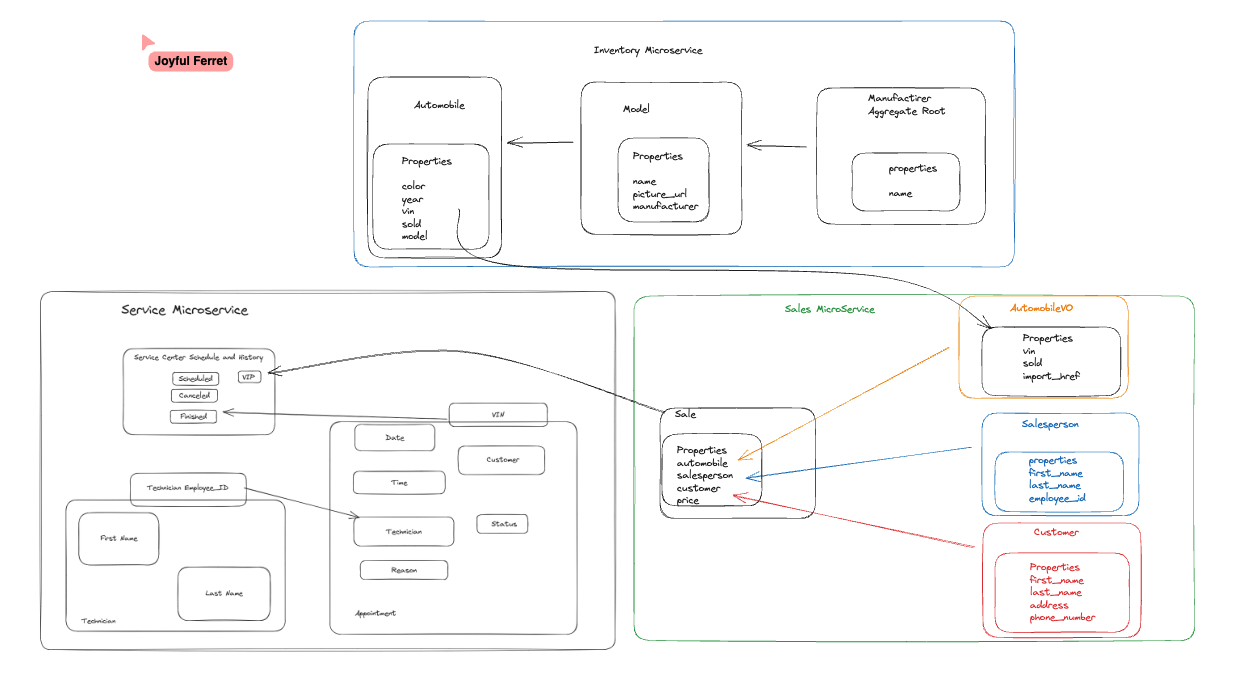 Joyful Ferret
Inventory Microservice
Automobile
Properties
color
year
vin
sold
model
Model
Properties
name
picture_url
manufacturer
Manufactirer
Aggregate Root
properties
name
Service Microservice
Service Center Schedule and History
Scheduled
VIP
Canceled
Finished
VIN
Date
Customer
Time
Technician Employee_ID
Technician
Status
First Name
Reason
Last Name
Appointment
Technician
Sales MicroService
AutomobileVO
Properties
vin
sold
import_href
Sale
Properties
automobile
salesperson
customer
price
Salesperson
properties
first_name
last_name
employee_id
Customer
Properties
first_name
last_name
address
phone_number